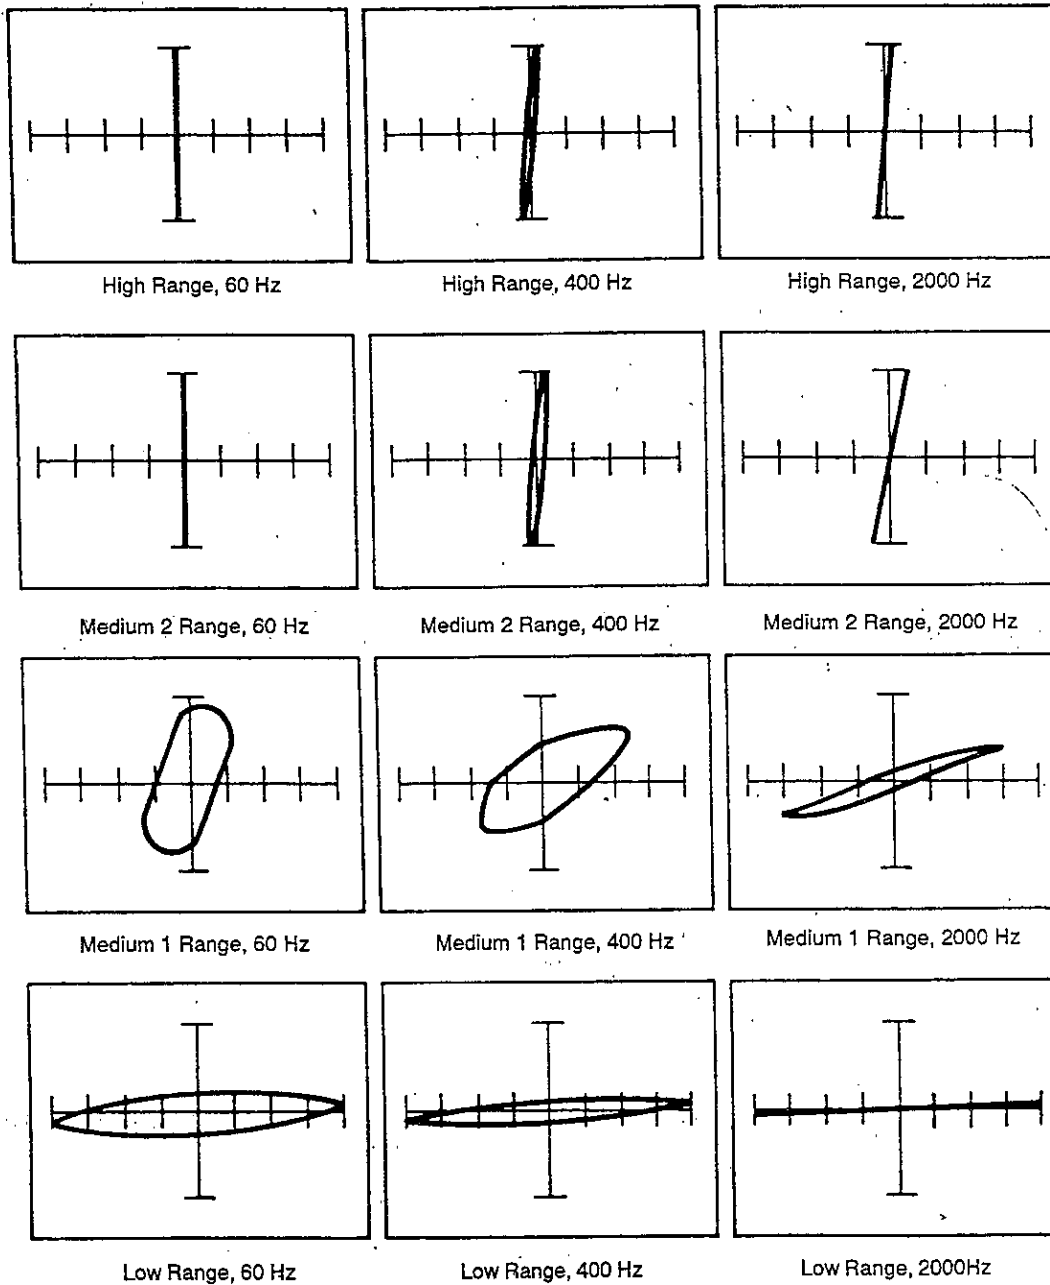 High Range, 60 Hz
High Range, 400 Hz
High Range, 2000 Hz
Medium 2 Range, 60 Hz
Medium 2 Range, 400 Hz
Medium 2 Range, 2000 Hz
Medium 1 Range, 60 Hz
Medium 1 Range, 400 Hz
Medium 1 Range, 2000 Hz
Low Range, 60 Hz
Low Range, 400 Hz
Low Range, 2000Hz